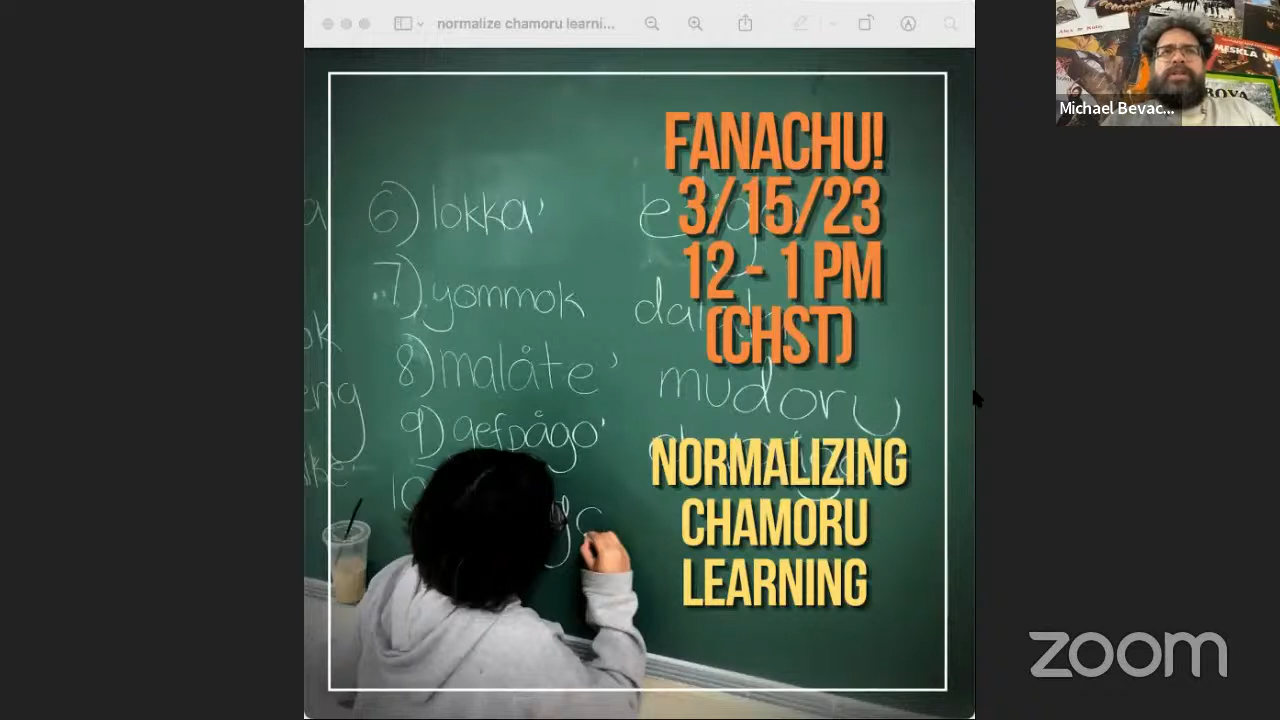 normalize chamoru learni...
Michael Bevac...
FANACHU!
3/15/23
12 - 1 PM
(CHST)
NORMALIZING
CHAMORU
LEARNING
6) lokka'
7) yommok
8) malåte'
9) gefpågo'
mudoru
zoom